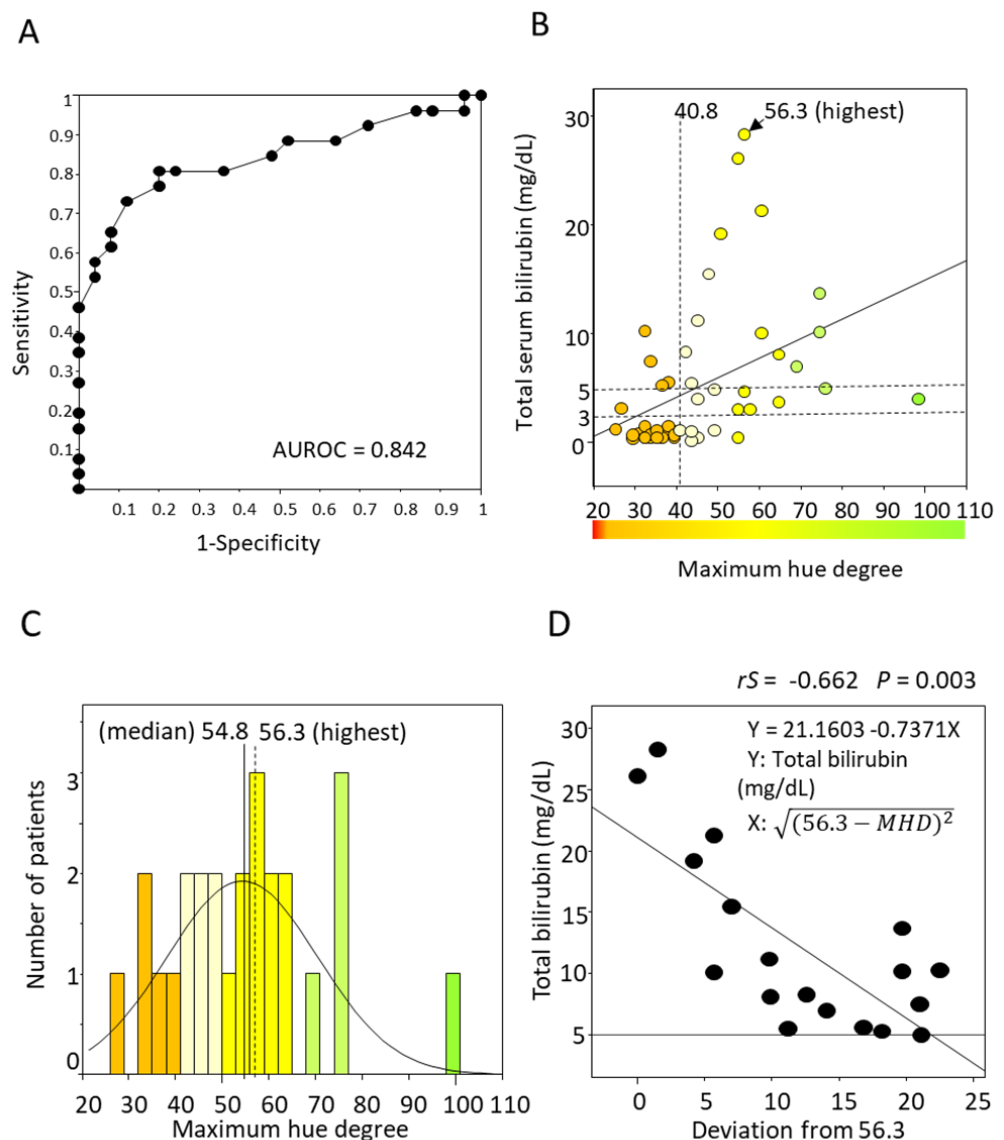 A
Sensitivity
1
0.9
0.8
0.7
0.6
0.5
0.4
0.3
0.2
0.1
AUROC = 0.842
0.1 0.2 0.3 0.4 0.5 0.6 0.7 0.8 0.9 1
1-Specificity
B
Total serum bilirubin (mg/dL)
40.8 56.3 (highest)
30
20
10
5
3
0
20 30 40 50 60 70 80 90 100 110
Maximum hue degree
C
Number of patients
(median) 54.8 56.3 (highest)
3
2
1
0
20 30 40 50 60 70 80 90 100 110
Maximum hue degree
D
rS = -0.662 P = 0.003
Total bilirubin (mg/dL)
Y = 21.1603 -0.7371X
Y: Total bilirubin
(mg/dL)
X: √(56.3 − MHD)²
30
25
20
15
10
5
0 5 10 15 20 25
Deviation from 56.3